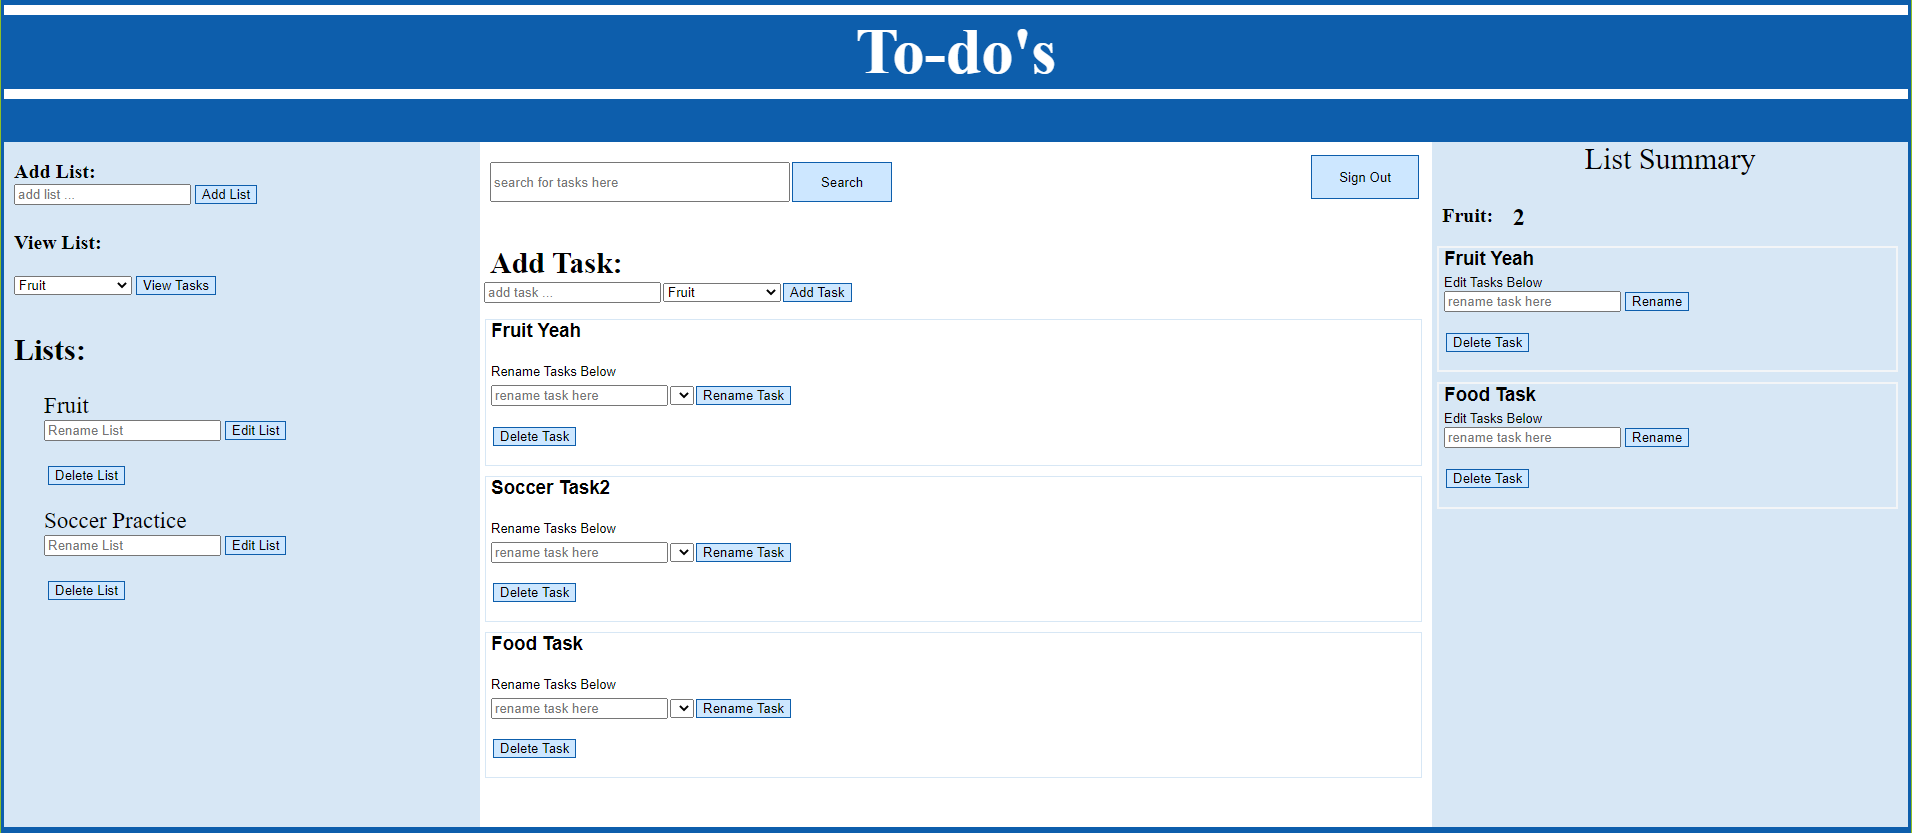 To-do's
Add List:
add list ... Add List
View List:
Fruit View Tasks
Lists:
Fruit
Rename List Edit List
Delete List
Soccer Practice
Rename List Edit List
Delete List
search for tasks here Search Sign Out
Add Task:
add task ... Fruit Add Task
Fruit Yeah
Rename Tasks Below
rename task here Rename Task
Delete Task
Soccer Task2
Rename Tasks Below
rename task here Rename Task
Delete Task
Food Task
Rename Tasks Below
rename task here Rename Task
Delete Task
List Summary
Fruit: 2
Fruit Yeah
Edit Tasks Below
rename task here Rename
Delete Task
Food Task
Edit Tasks Below
rename task here Rename
Delete Task